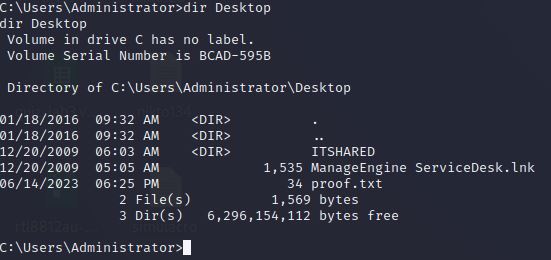 C:\Users\Administrator>dir Desktop
dir Desktop
 Volume in drive C has no label.
 Volume Serial Number is BCAD-595B

 Directory of C:\Users\Administrator\Desktop

01/18/2016  09:32 AM    <DIR>          .
01/18/2016  09:32 AM    <DIR>          ..
12/20/2009  06:03 AM    <DIR>          ITSHARED
12/20/2009  05:05 AM             1,535 ManageEngine ServiceDesk.lnk
06/14/2023  06:25 PM                34 proof.txt
               2 File(s)          1,569 bytes
               3 Dir(s)   6,296,154,112 bytes free

C:\Users\Administrator>